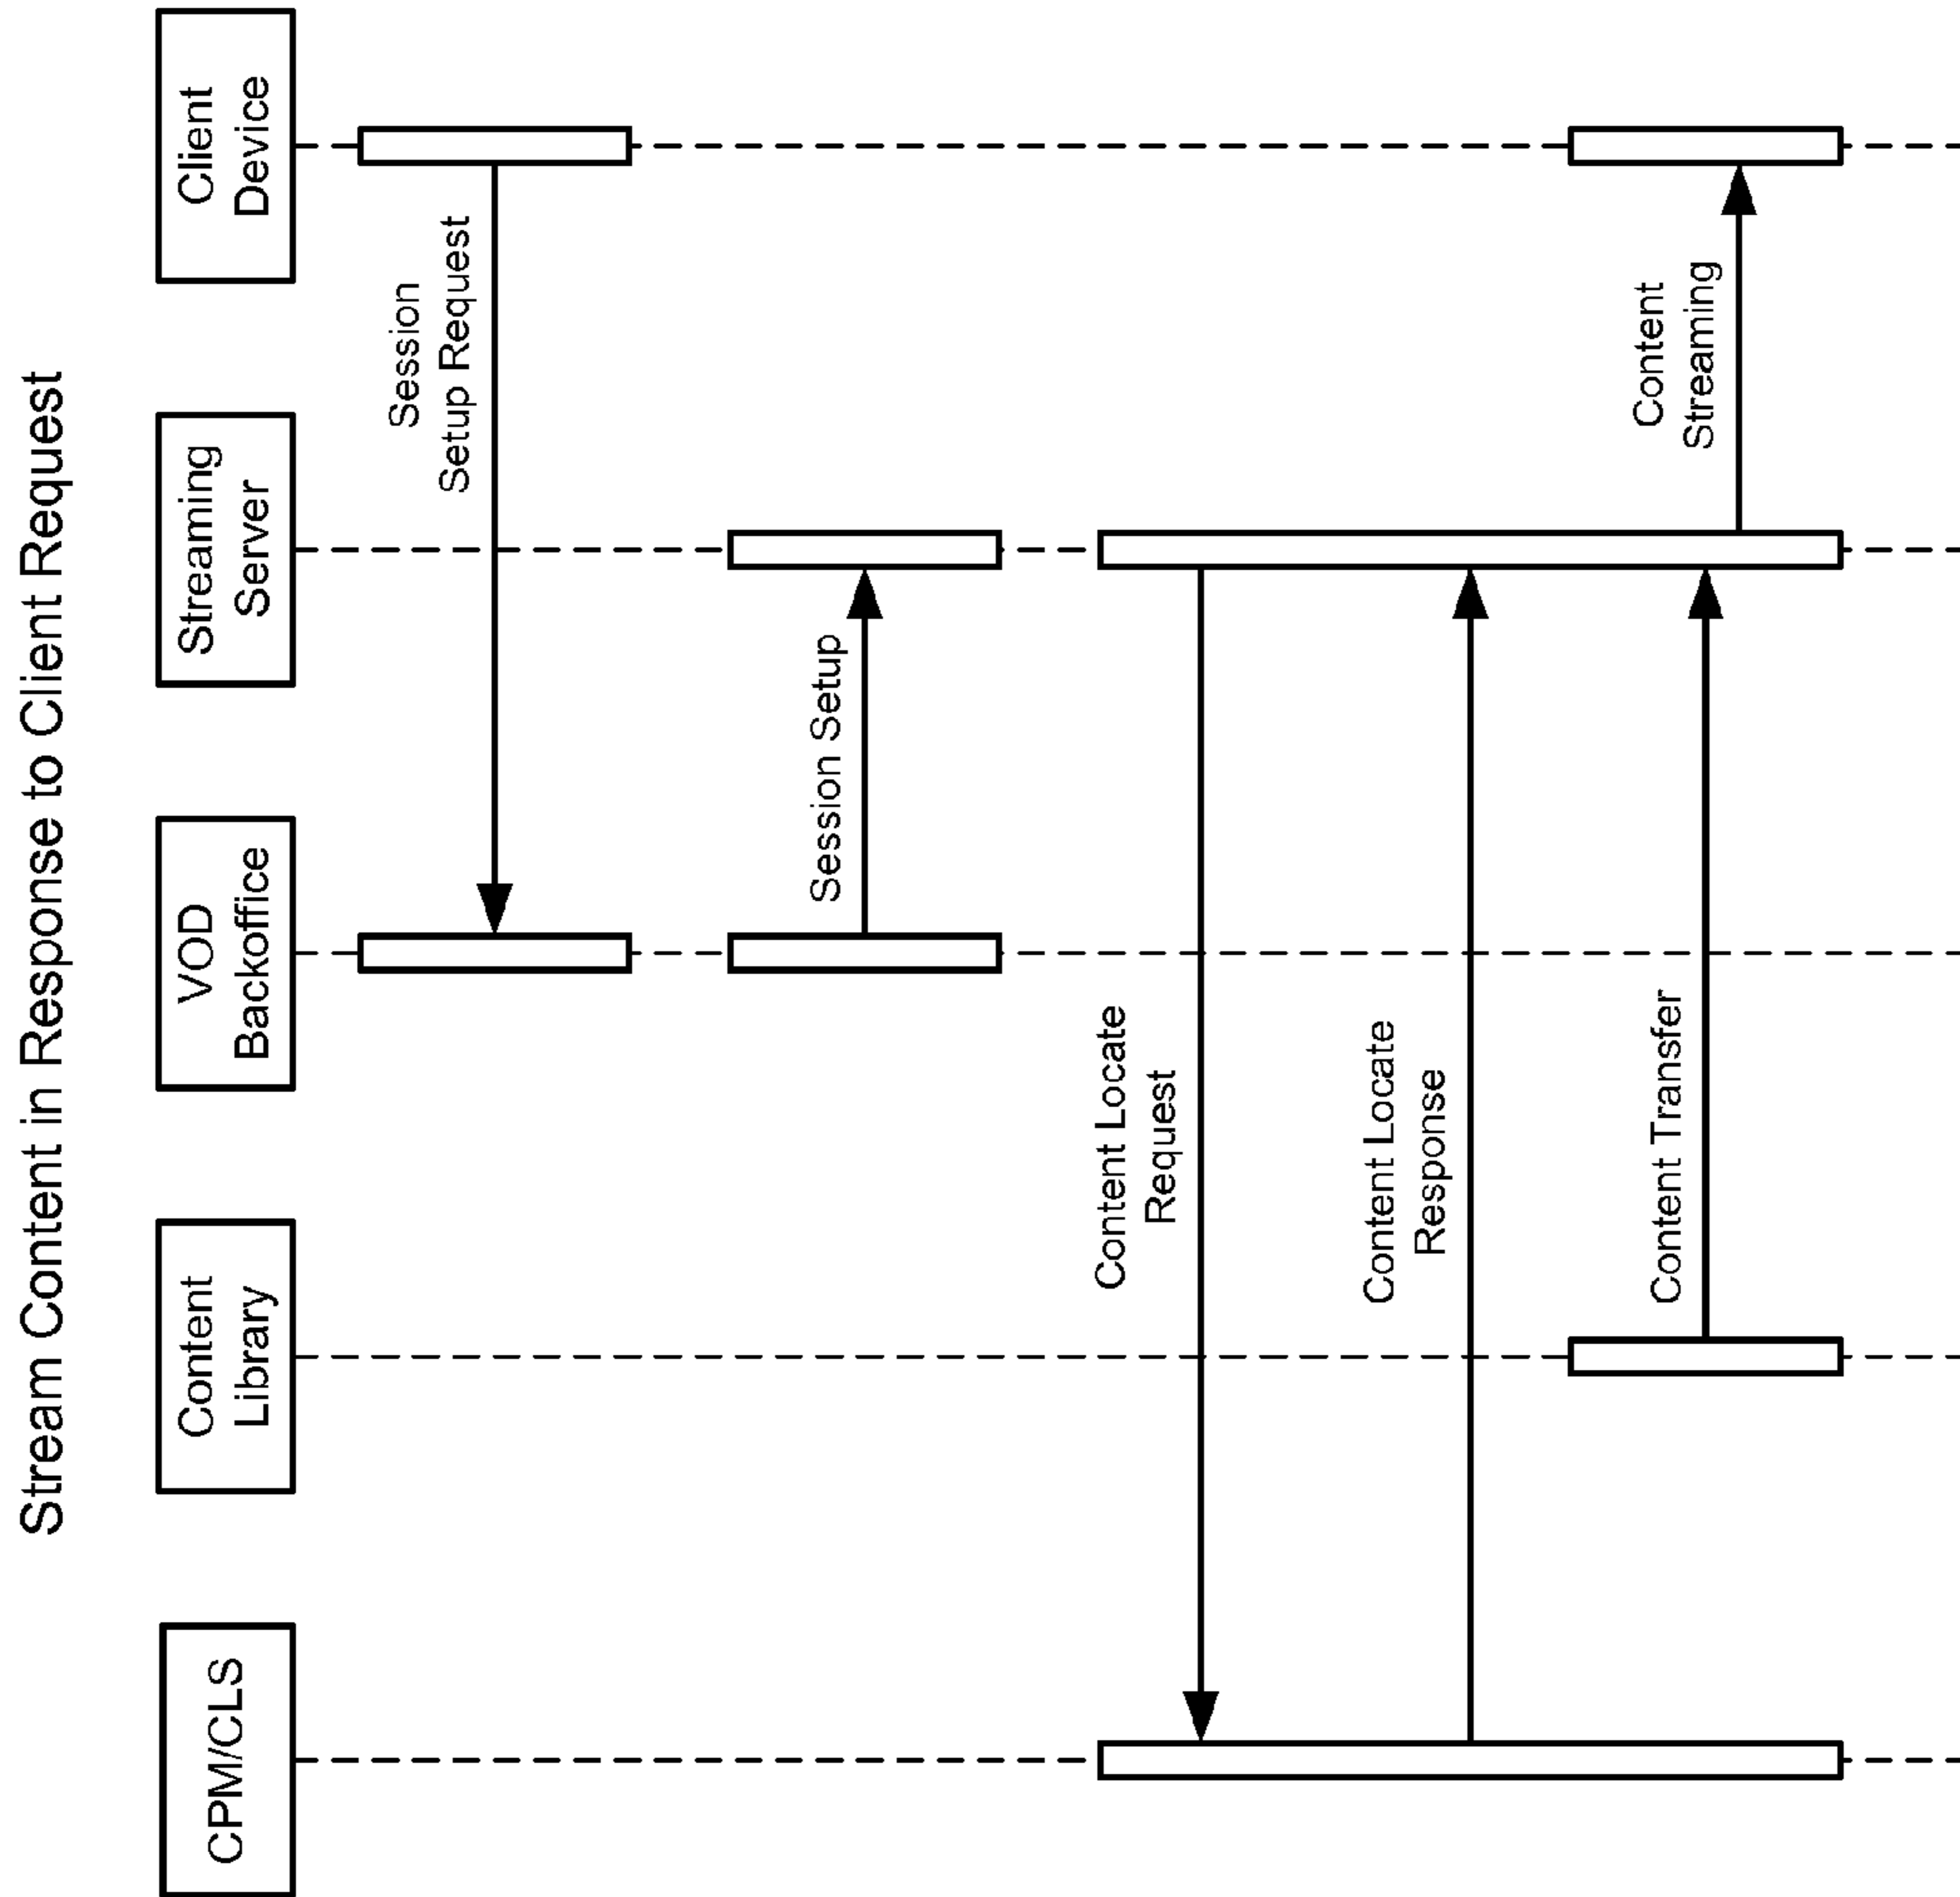 Stream Content in Response to Client Request
CPM/CLS
Content
Library
VOD
Backoffice
Streaming
Server
Client
Device
Session
Setup Request
Session Setup
Content Locate
Request
Content Locate
Response
Content Transfer
Content
Streaming